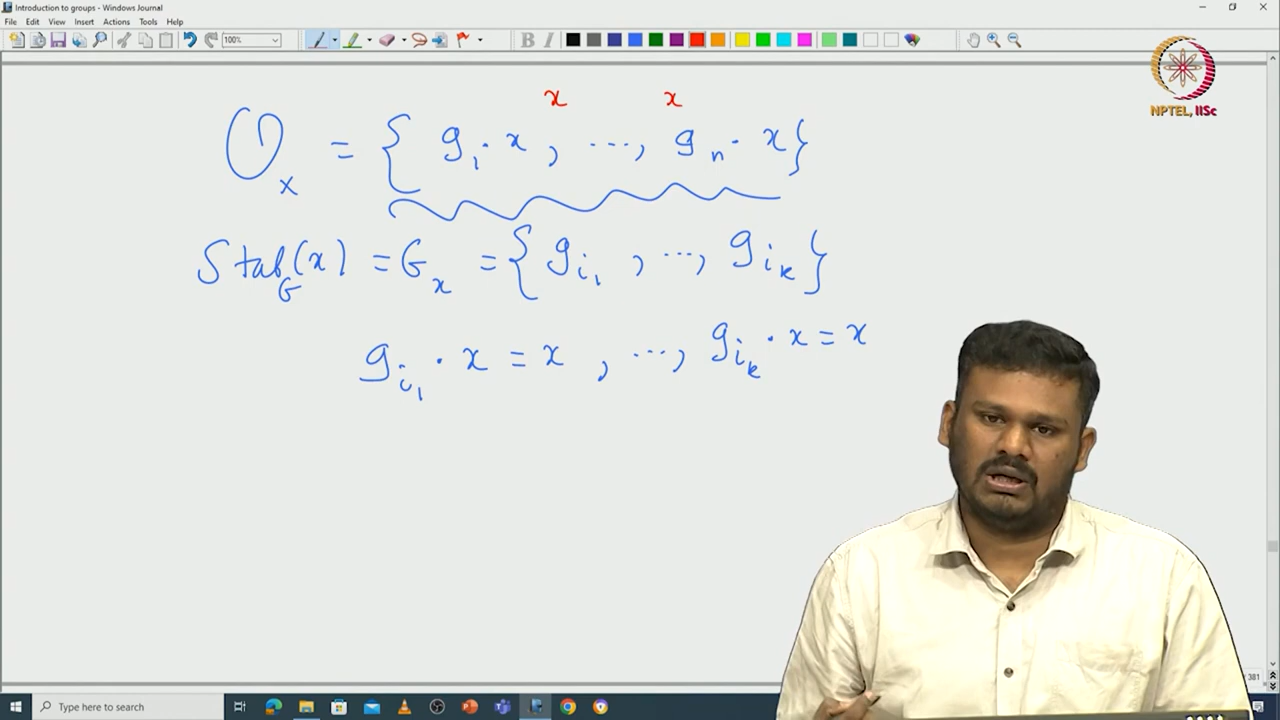 Introduction to groups - Windows Journal
File Edit View Insert Actions Tools Help
100%
B I
NPTEL, IISc
x x
O_x = { g_1 · x , ..., g_n · x }
Stab_G(x) = G_x = { g_{i_1} , ..., g_{i_k} }
g_{i_1} · x = x , ..., g_{i_k} · x = x
381
Type here to search